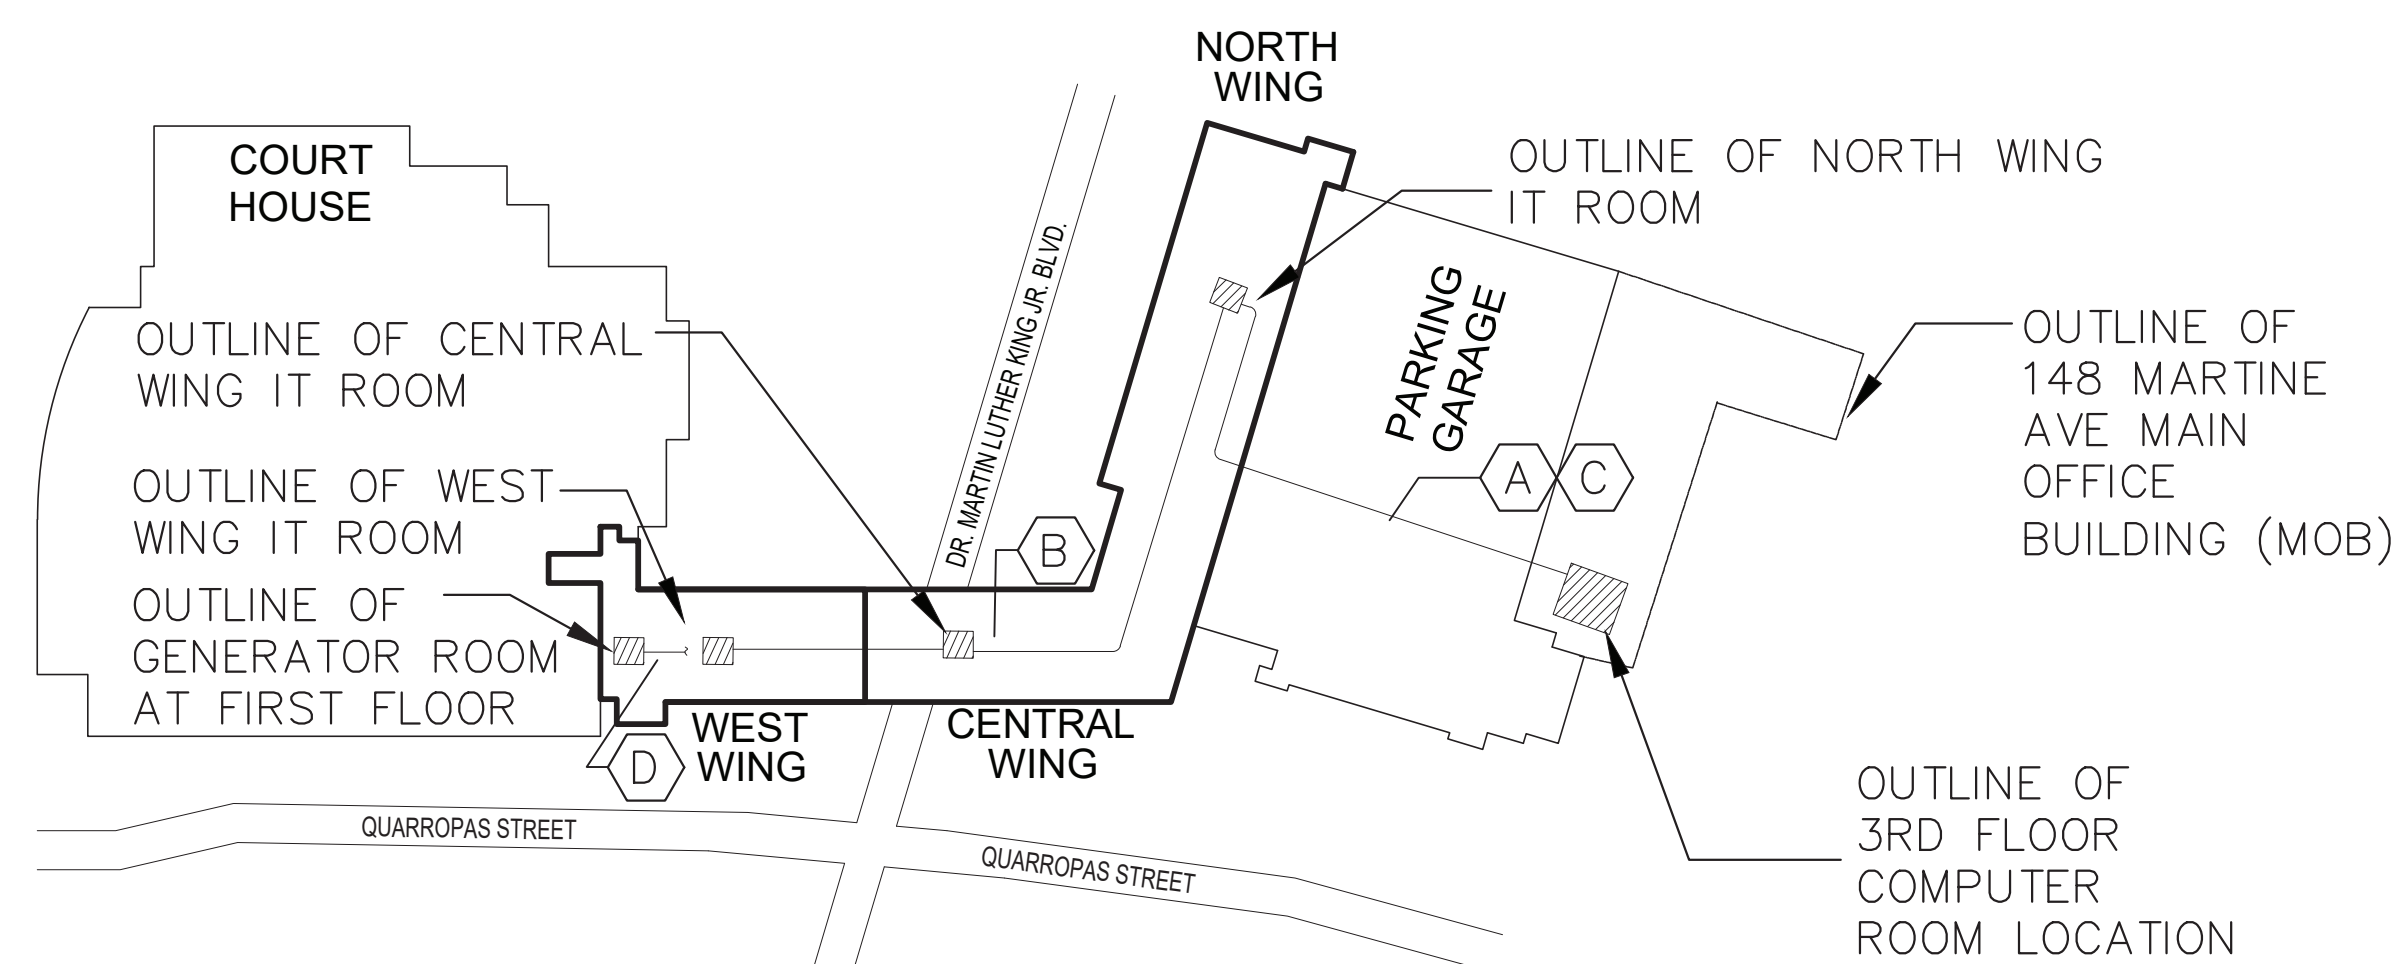 NORTH
WING
COURT
HOUSE
OUTLINE OF NORTH WING
IT ROOM
DR. MARTIN LUTHER KING JR. BLVD.
PARKING
GARAGE
OUTLINE OF CENTRAL
WING IT ROOM
OUTLINE OF
148 MARTINE
AVE MAIN
OFFICE
BUILDING (MOB)
OUTLINE OF WEST
WING IT ROOM
A
C
B
OUTLINE OF
GENERATOR ROOM
AT FIRST FLOOR
D
WEST
WING
CENTRAL
WING
OUTLINE OF
3RD FLOOR
COMPUTER
ROOM LOCATION
QUARROPAS STREET
QUARROPAS STREET